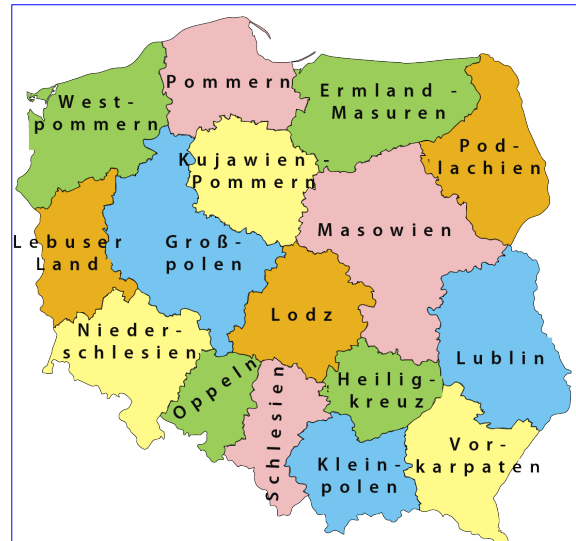 Pommern
West-
pommern
Ermland -
Masuren
Pod-
lachien
Kujawien -
Pommern
Lebuser
Land
Groß-
polen
Masowien
Lodz
Nieder-
schlesien
Lublin
Oppeln
Schlesien
Heilig-
kreuz
Klein-
polen
Vor-
karpaten